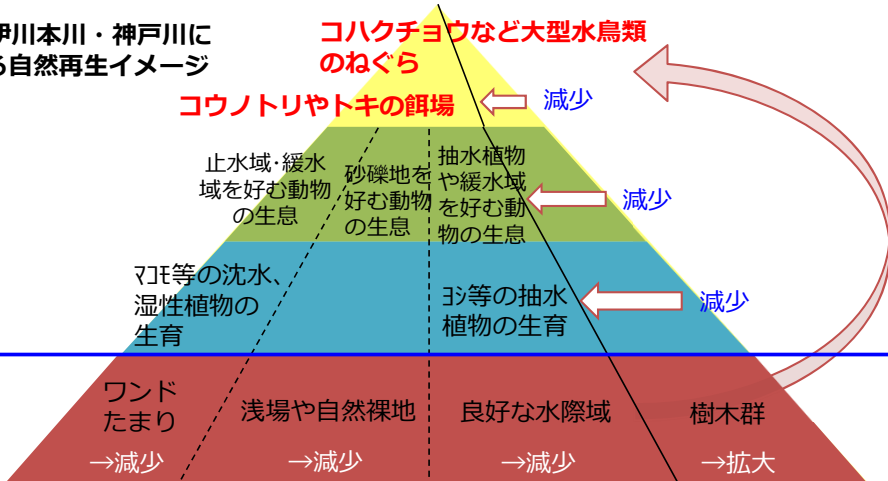 伊川本川・神戸川に
る自然再生イメージ
コハクチョウなど大型水鳥類
のねぐら
コウノトリやトキの餌場
減少
止水域・緩水
域を好む動物
の生息
砂礫地を
好む動物
の生息
抽水植物
や緩水域
を好む動
物の生息
減少
ﾏｺﾓ等の沈水、
湿性植物の
生育
ﾖｼ等の抽水
植物の生育
減少
ワンド
たまり
浅場や自然裸地
良好な水際域
樹木群
→減少
→減少
→減少
→拡大